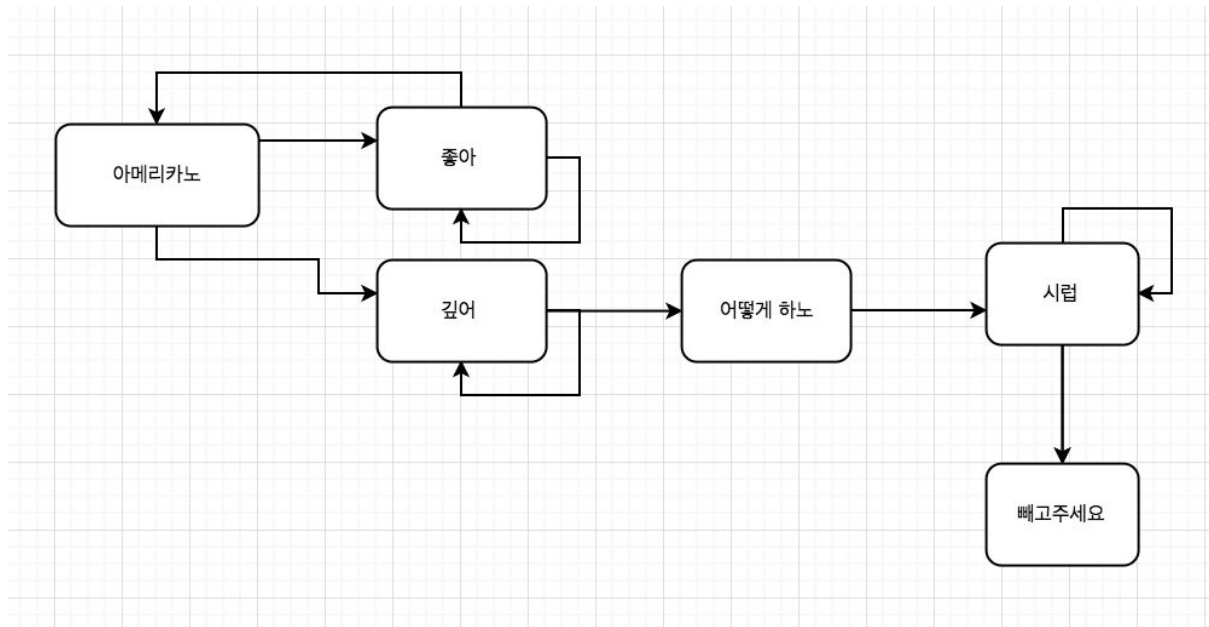 아메리카노
좋아
깊어
어떻게 하노
시럽
빼고주세요